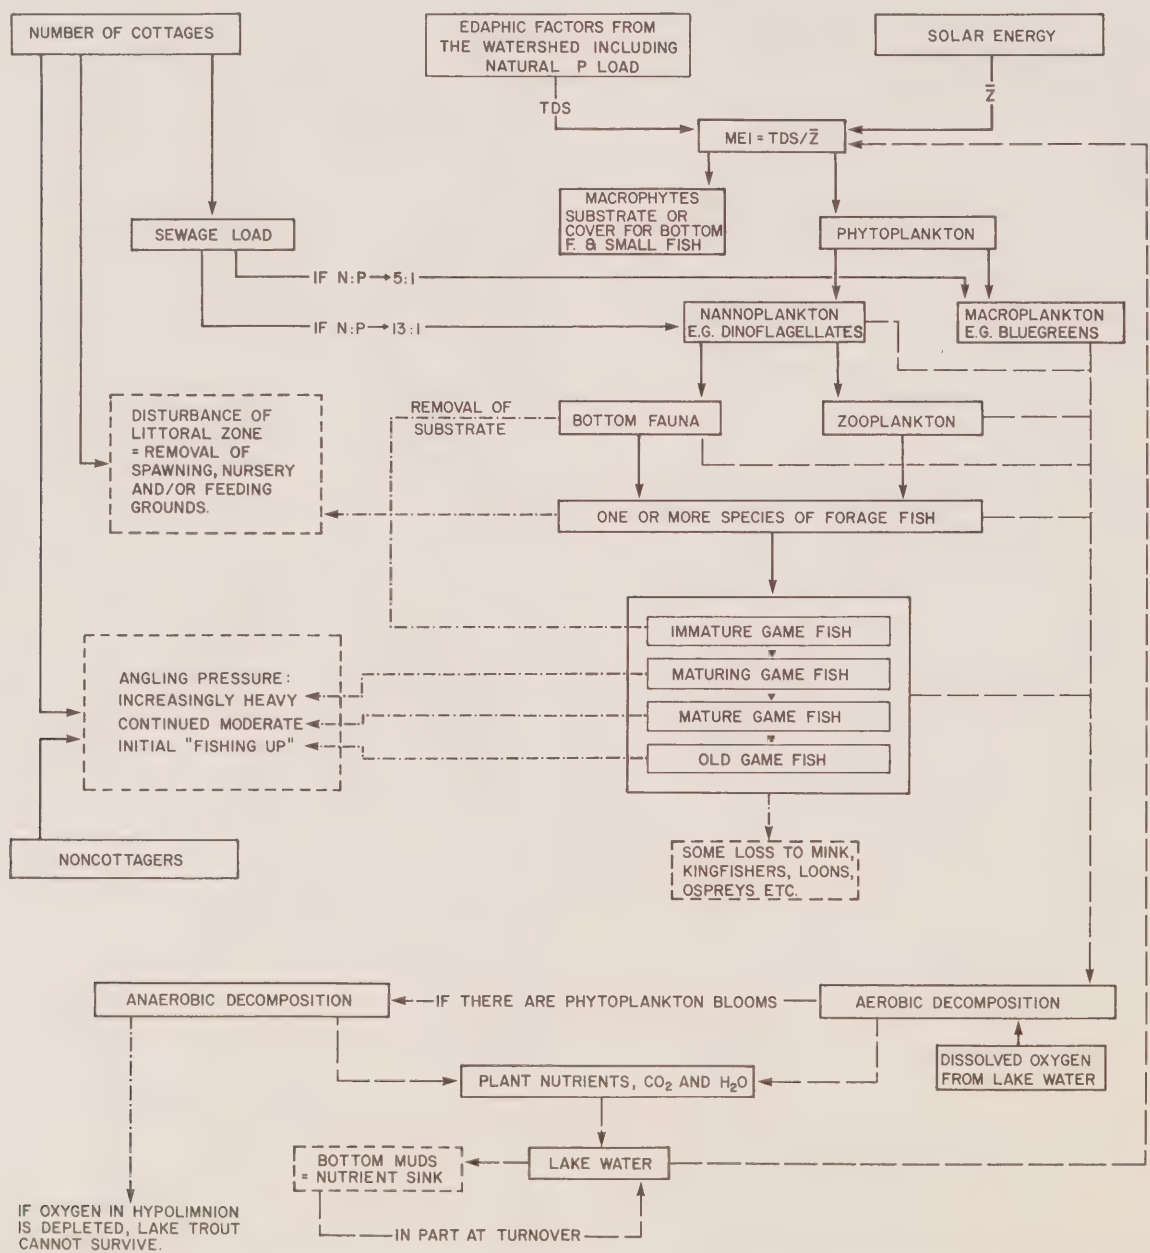 NUMBER OF COTTAGES
EDAPHIC FACTORS FROM
THE WATERSHED INCLUDING
NATURAL P LOAD
SOLAR ENERGY
TDS
Z̅
MEI = TDS/Z̅
MACROPHYTES
SUBSTRATE OR
COVER FOR BOTTOM
F. & SMALL FISH
PHYTOPLANKTON
SEWAGE LOAD
IF N:P → 5:1
IF N:P → 13:1
NANNOPLANKTON
E.G. DINOFLAGELLATES
MACROPLANKTON
E.G. BLUEGREENS
DISTURBANCE OF
LITTORAL ZONE
= REMOVAL OF
SPAWNING, NURSERY
AND/OR FEEDING
GROUNDS.
REMOVAL OF
SUBSTRATE
BOTTOM FAUNA
ZOOPLANKTON
ONE OR MORE SPECIES OF FORAGE FISH
IMMATURE GAME FISH
MATURING GAME FISH
MATURE GAME FISH
OLD GAME FISH
ANGLING PRESSURE:
INCREASINGLY HEAVY
CONTINUED MODERATE
INITIAL "FISHING UP"
NONCOTTAGERS
SOME LOSS TO MINK,
KINGFISHERS, LOONS,
OSPREYS ETC.
ANAEROBIC DECOMPOSITION
IF THERE ARE PHYTOPLANKTON BLOOMS
AEROBIC DECOMPOSITION
DISSOLVED OXYGEN
FROM LAKE WATER
PLANT NUTRIENTS, CO₂ AND H₂O
BOTTOM MUDS
= NUTRIENT SINK
LAKE WATER
IN PART AT TURNOVER
IF OXYGEN IN HYPOLIMNION
IS DEPLETED, LAKE TROUT
CANNOT SURVIVE.